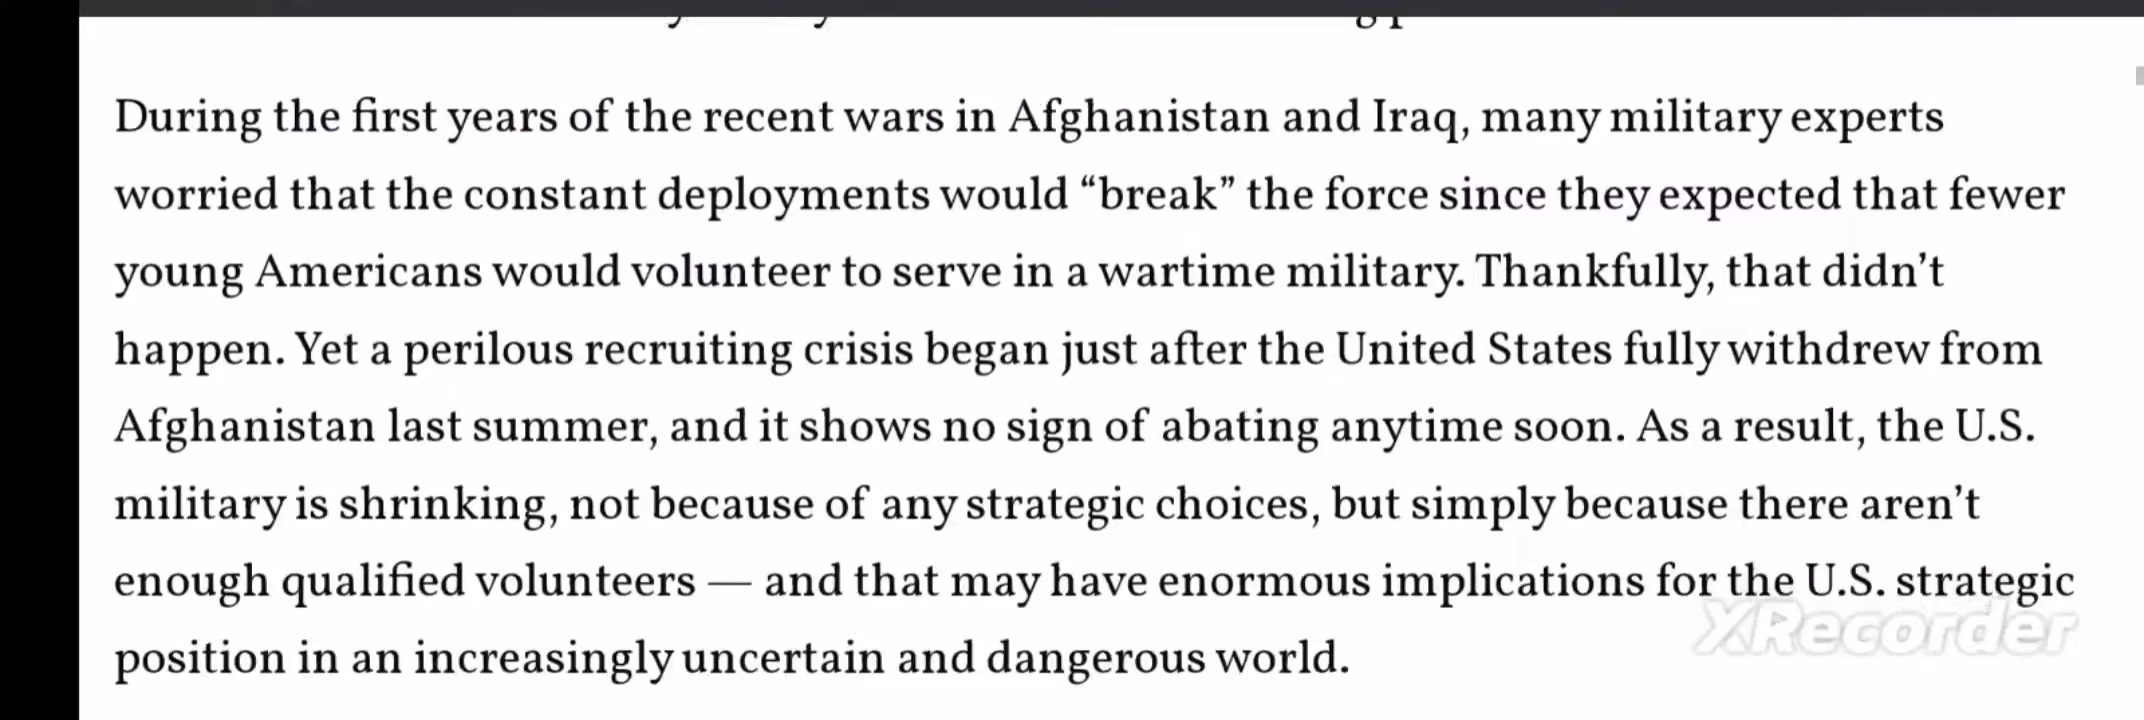 During the first years of the recent wars in Afghanistan and Iraq, many military experts
worried that the constant deployments would “break” the force since they expected that fewer
young Americans would volunteer to serve in a wartime military. Thankfully, that didn’t
happen. Yet a perilous recruiting crisis began just after the United States fully withdrew from
Afghanistan last summer, and it shows no sign of abating anytime soon. As a result, the U.S.
military is shrinking, not because of any strategic choices, but simply because there aren’t
enough qualified volunteers — and that may have enormous implications for the U.S. strategic
position in an increasingly uncertain and dangerous world.
XRecorder